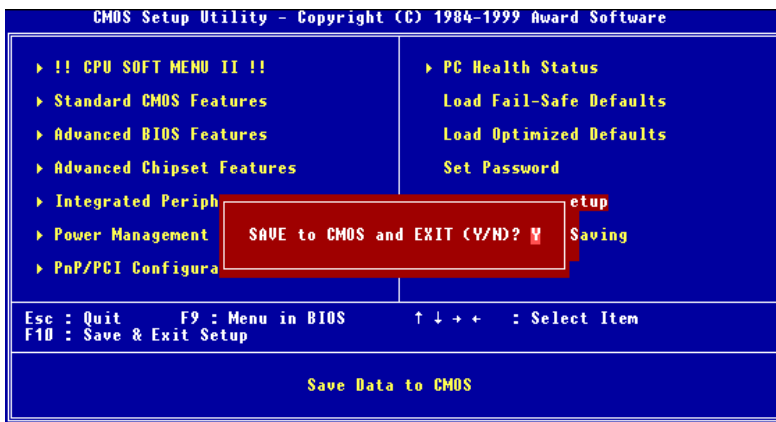 CMOS Setup Utility - Copyright (C) 1984-1999 Award Software
!! CPU SOFT MENU II !!
Standard CMOS Features
Advanced BIOS Features
Advanced Chipset Features
Integrated Periph
Power Management
PnP/PCI Configura
PC Health Status
Load Fail-Safe Defaults
Load Optimized Defaults
Set Password
etup
Saving
SAVE to CMOS and EXIT (Y/N)? Y
Esc : Quit F9 : Menu in BIOS ↑ ↓ → ← : Select Item
F10 : Save & Exit Setup
Save Data to CMOS